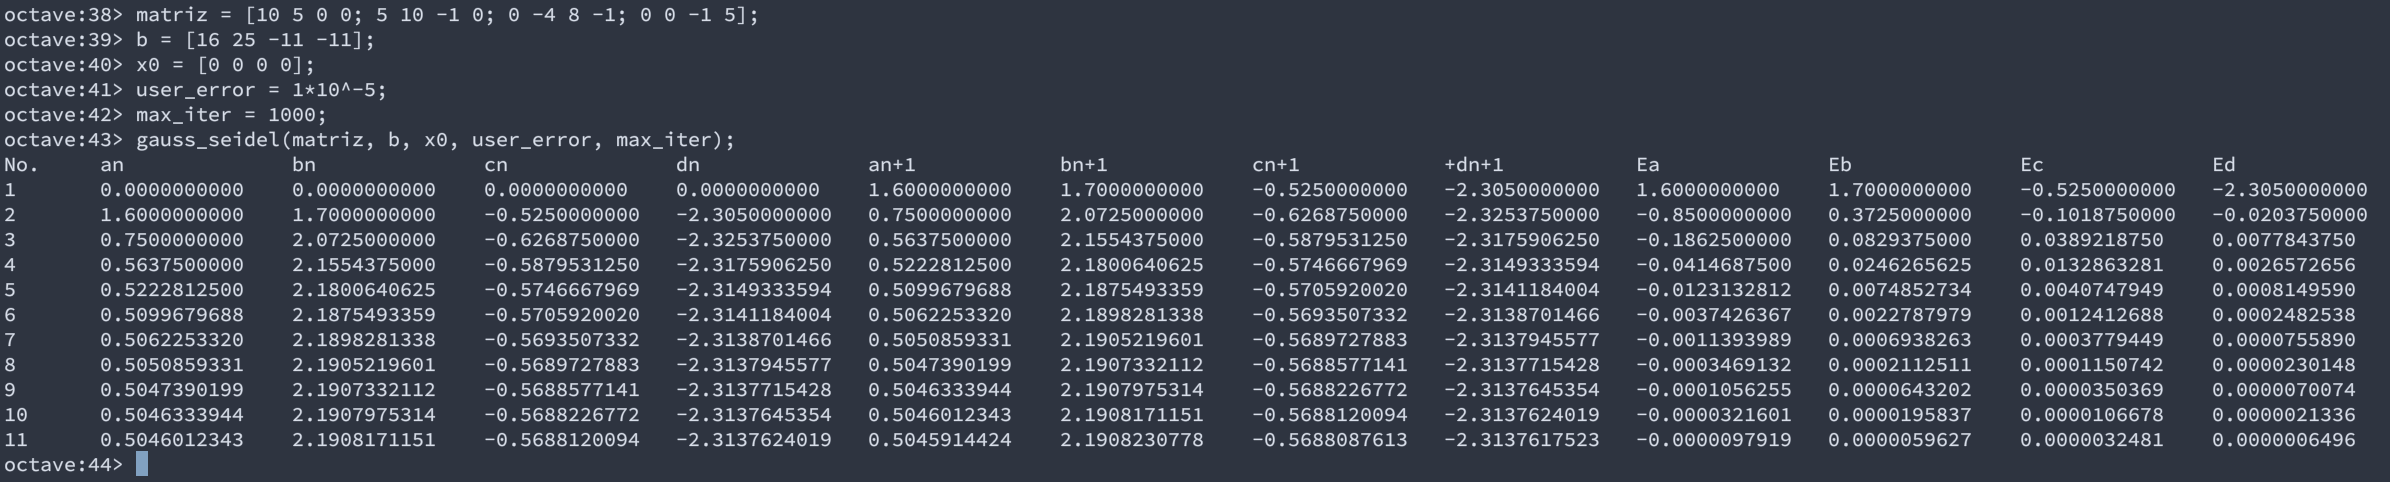 octave:38> matriz = [10 5 0 0; 5 10 -1 0; 0 -4 8 -1; 0 0 -1 5];
octave:39> b = [16 25 -11 -11];
octave:40> x0 = [0 0 0 0];
octave:41> user_error = 1*10^-5;
octave:42> max_iter = 1000;
octave:43> gauss_seidel(matriz, b, x0, user_error, max_iter);
No. an bn cn dn an+1 bn+1 cn+1 +dn+1 Ea Eb Ec Ed
1 0.0000000000 0.0000000000 0.0000000000 0.0000000000 1.6000000000 1.7000000000 -0.5250000000 -2.3050000000 1.6000000000 1.7000000000 -0.5250000000 -2.3050000000
2 1.6000000000 1.7000000000 -0.5250000000 -2.3050000000 0.7500000000 2.0725000000 -0.6268750000 -2.3253750000 -0.8500000000 0.3725000000 -0.1018750000 -0.0203750000
3 0.7500000000 2.0725000000 -0.6268750000 -2.3253750000 0.5637500000 2.1554375000 -0.5879531250 -2.3175906250 -0.1862500000 0.0829375000 0.0389218750 0.0077843750
4 0.5637500000 2.1554375000 -0.5879531250 -2.3175906250 0.5222812500 2.1800640625 -0.5746667969 -2.3149333594 -0.0414687500 0.0246265625 0.0132863281 0.0026572656
5 0.5222812500 2.1800640625 -0.5746667969 -2.3149333594 0.5099679688 2.1875493359 -0.5705920020 -2.3141184004 -0.0123132812 0.0074852734 0.0040747949 0.0008149590
6 0.5099679688 2.1875493359 -0.5705920020 -2.3141184004 0.5062253320 2.1898281338 -0.5693507332 -2.3138701466 -0.0037426367 0.0022787979 0.0012412688 0.0002482538
7 0.5062253320 2.1898281338 -0.5693507332 -2.3138701466 0.5050859331 2.1905219601 -0.5689727883 -2.3137945577 -0.0011393989 0.0006938263 0.0003779449 0.0000755890
8 0.5050859331 2.1905219601 -0.5689727883 -2.3137945577 0.5047390199 2.1907332112 -0.5688577141 -2.3137715428 -0.0003469132 0.0002112511 0.0001150742 0.0000230148
9 0.5047390199 2.1907332112 -0.5688577141 -2.3137715428 0.5046333944 2.1907975314 -0.5688226772 -2.3137645354 -0.0001056255 0.0000643202 0.0000350369 0.0000070074
10 0.5046333944 2.1907975314 -0.5688226772 -2.3137645354 0.5046012343 2.1908171151 -0.5688120094 -2.3137624019 -0.0000321601 0.0000195837 0.0000106678 0.0000021336
11 0.5046012343 2.1908171151 -0.5688120094 -2.3137624019 0.5045914424 2.1908230778 -0.5688087613 -2.3137617523 -0.0000097919 0.0000059627 0.0000032481 0.0000006496
octave:44>